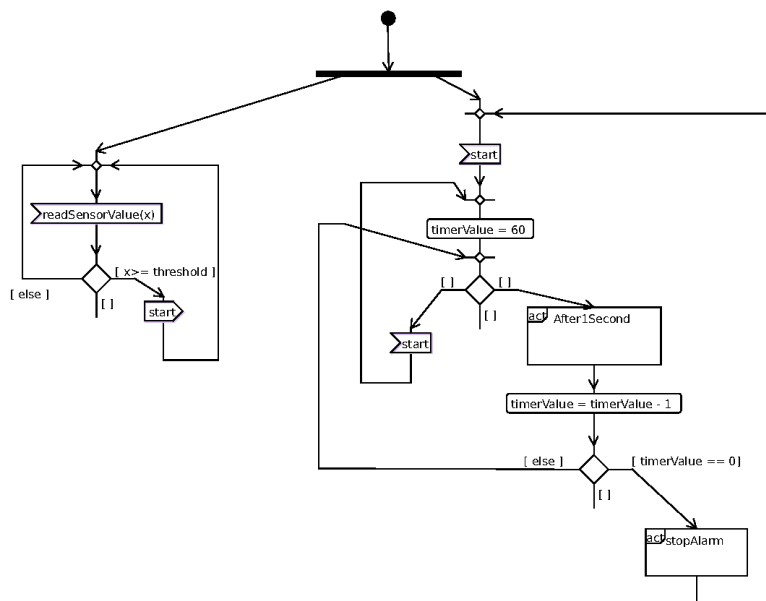 start
readSensorValue(x)
timerValue = 60
[ x>= threshold ]
[ else ]
[ ]
start
[ ]
[ ]
[ ]
start
act
After1Second
timerValue = timerValue - 1
[ else ]
[ timerValue == 0]
[ ]
act
stopAlarm